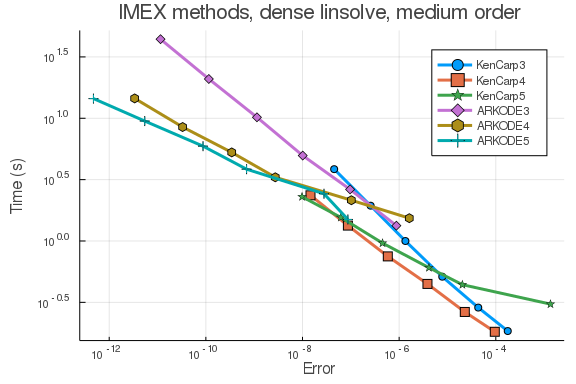 IMEX methods, dense linsolve, medium order
Time (s)
10^1.5
10^1.0
10^0.5
10^0.0
10^-0.5
KenCarp3
KenCarp4
KenCarp5
ARKODE3
ARKODE4
ARKODE5
10^-12 10^-10 10^-8 10^-6 10^-4
Error